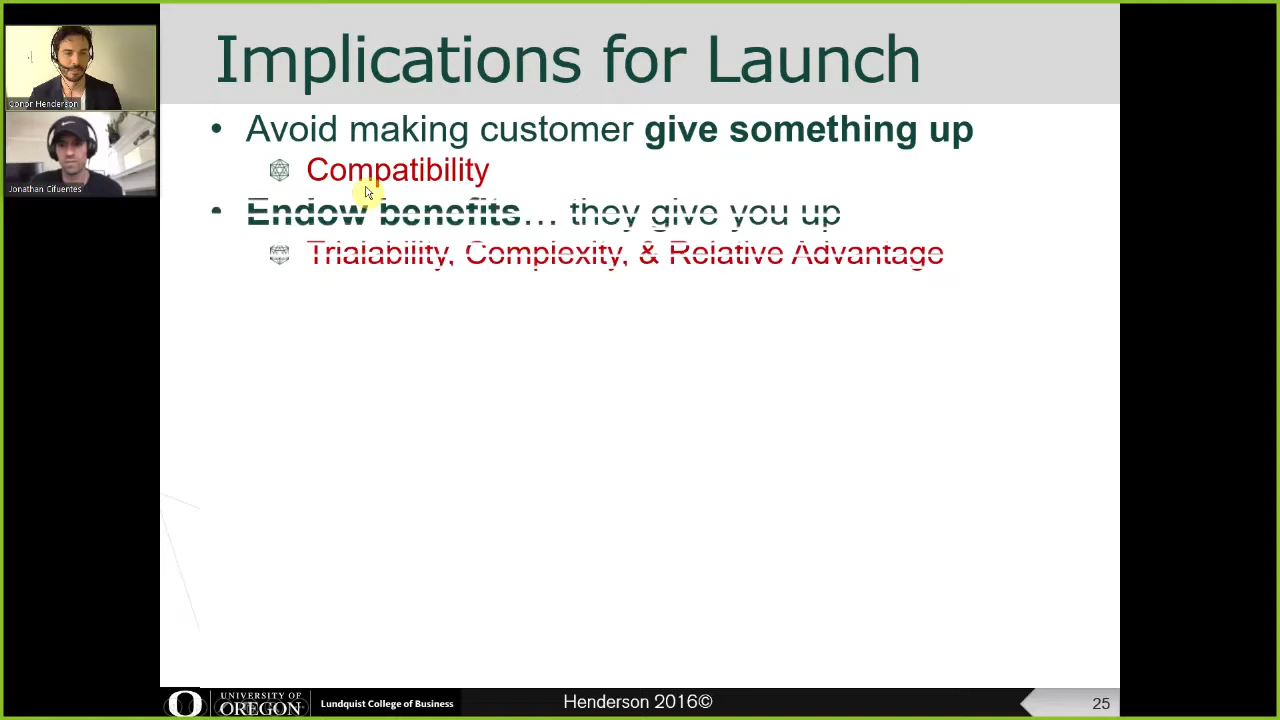 Implications for Launch
Conor Henderson
• Avoid making customer give something up
Compatibility
Jonathan Cifuentes
• Endow benefits… they give you up
Trialability, Complexity, & Relative Advantage
O
UNIVERSITY OF
OREGON
Lundquist College of Business
Henderson 2016©
25